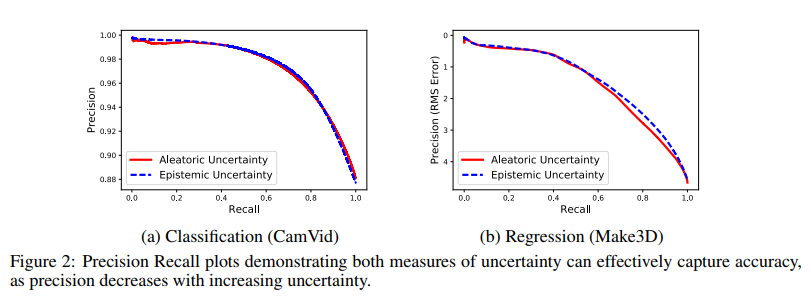 1.00
0.98
0.96
0.94
0.92
0.90
0.88
Precision
Aleatoric Uncertainty
Epistemic Uncertainty
0.0 0.2 0.4 0.6 0.8 1.0
Recall
(a) Classification (CamVid)
0
1
2
3
4
Precision (RMS Error)
Aleatoric Uncertainty
Epistemic Uncertainty
0.0 0.2 0.4 0.6 0.8 1.0
Recall
(b) Regression (Make3D)
Figure 2: Precision Recall plots demonstrating both measures of uncertainty can effectively capture accuracy,
as precision decreases with increasing uncertainty.